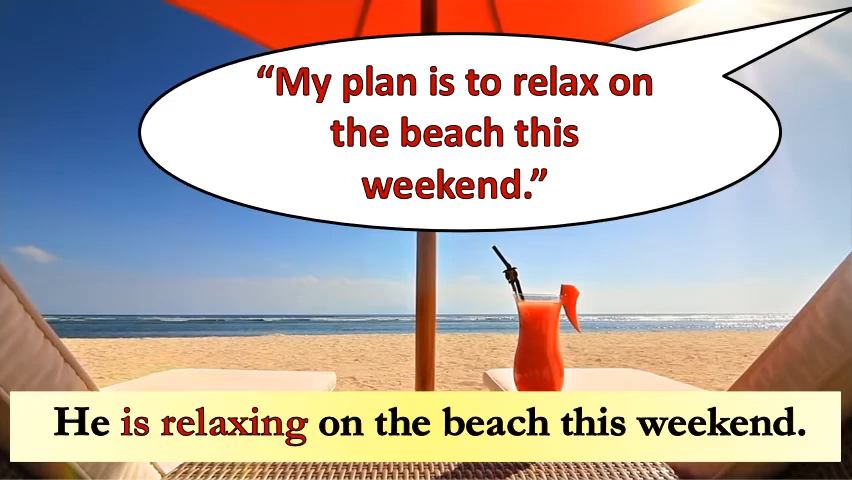 “My plan is to relax on
the beach this
weekend.”
He is relaxing on the beach this weekend.